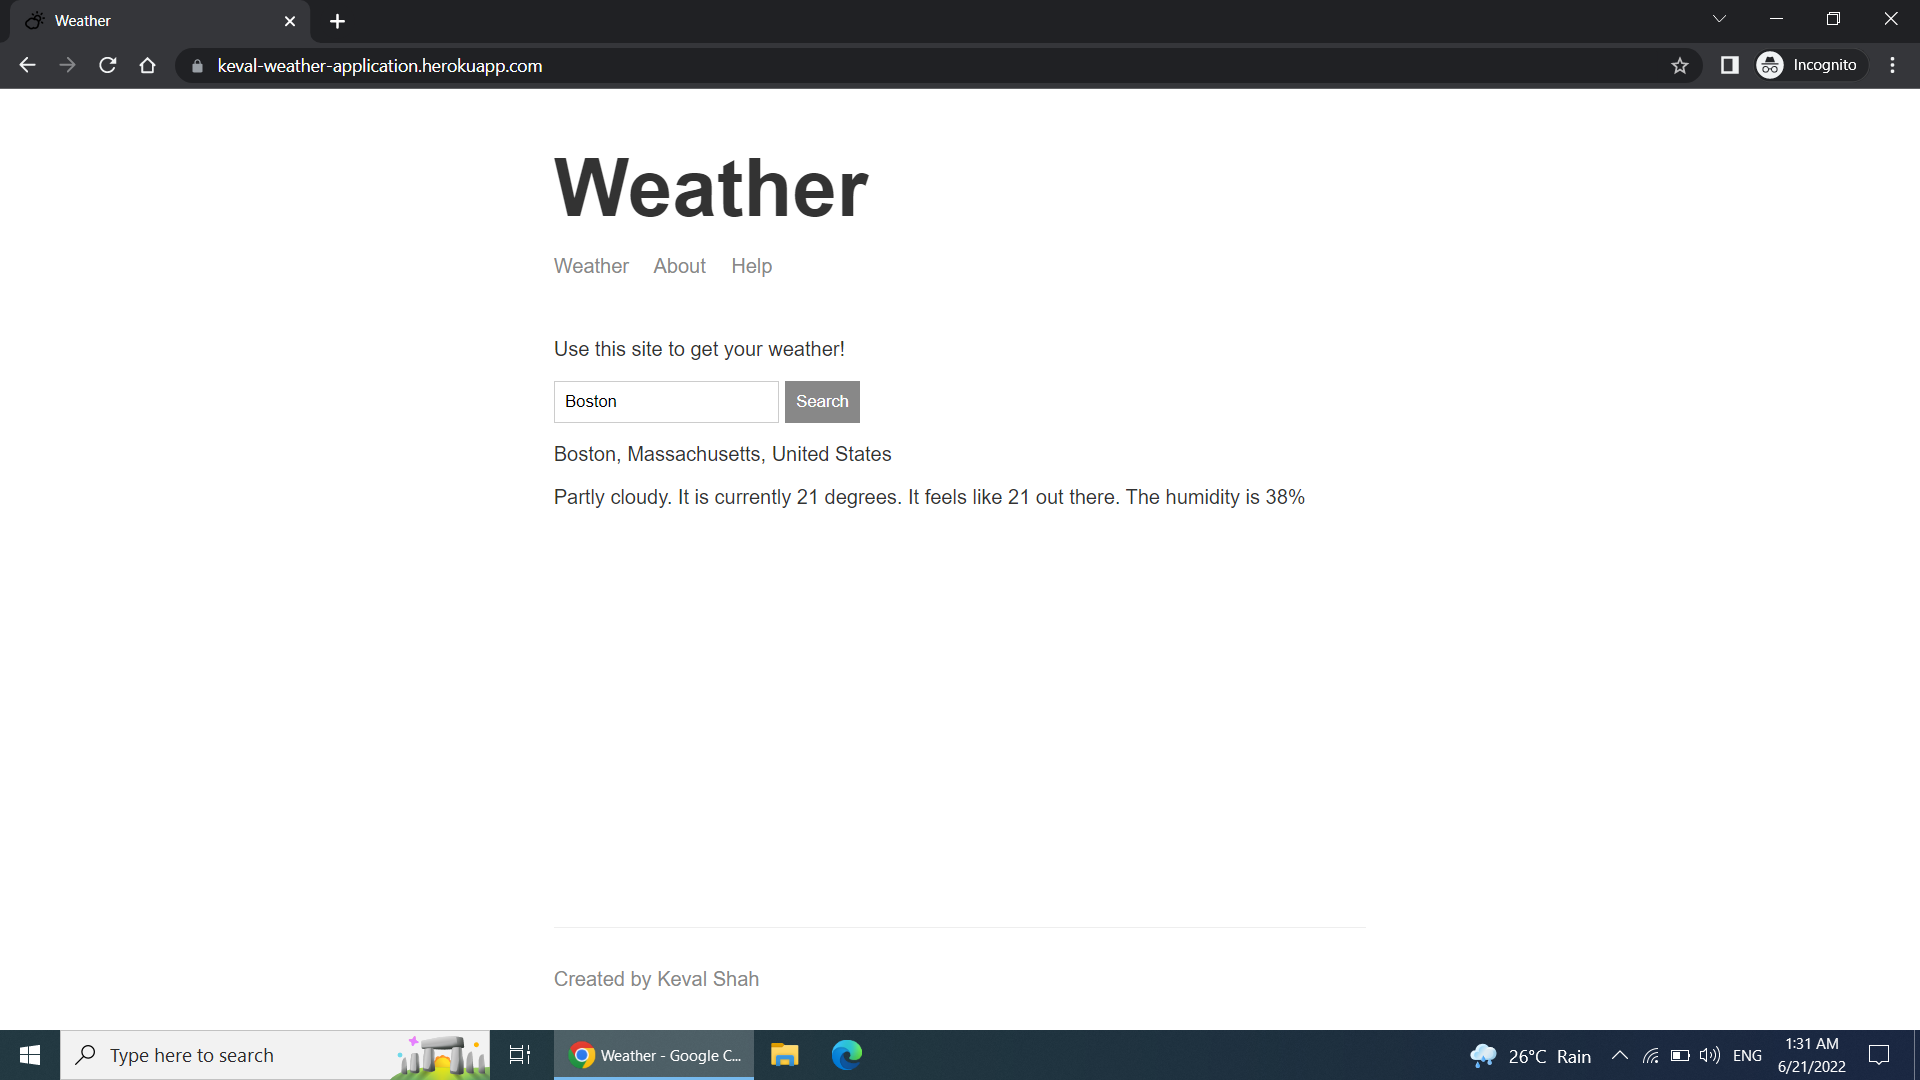 Weather
keval-weather-application.herokuapp.com
Incognito
Weather
Weather About Help
Use this site to get your weather!
Boston Search
Boston, Massachusetts, United States
Partly cloudy. It is currently 21 degrees. It feels like 21 out there. The humidity is 38%
Created by Keval Shah
Type here to search
Weather - Google C...
26°C Rain
ENG
1:31 AM
6/21/2022